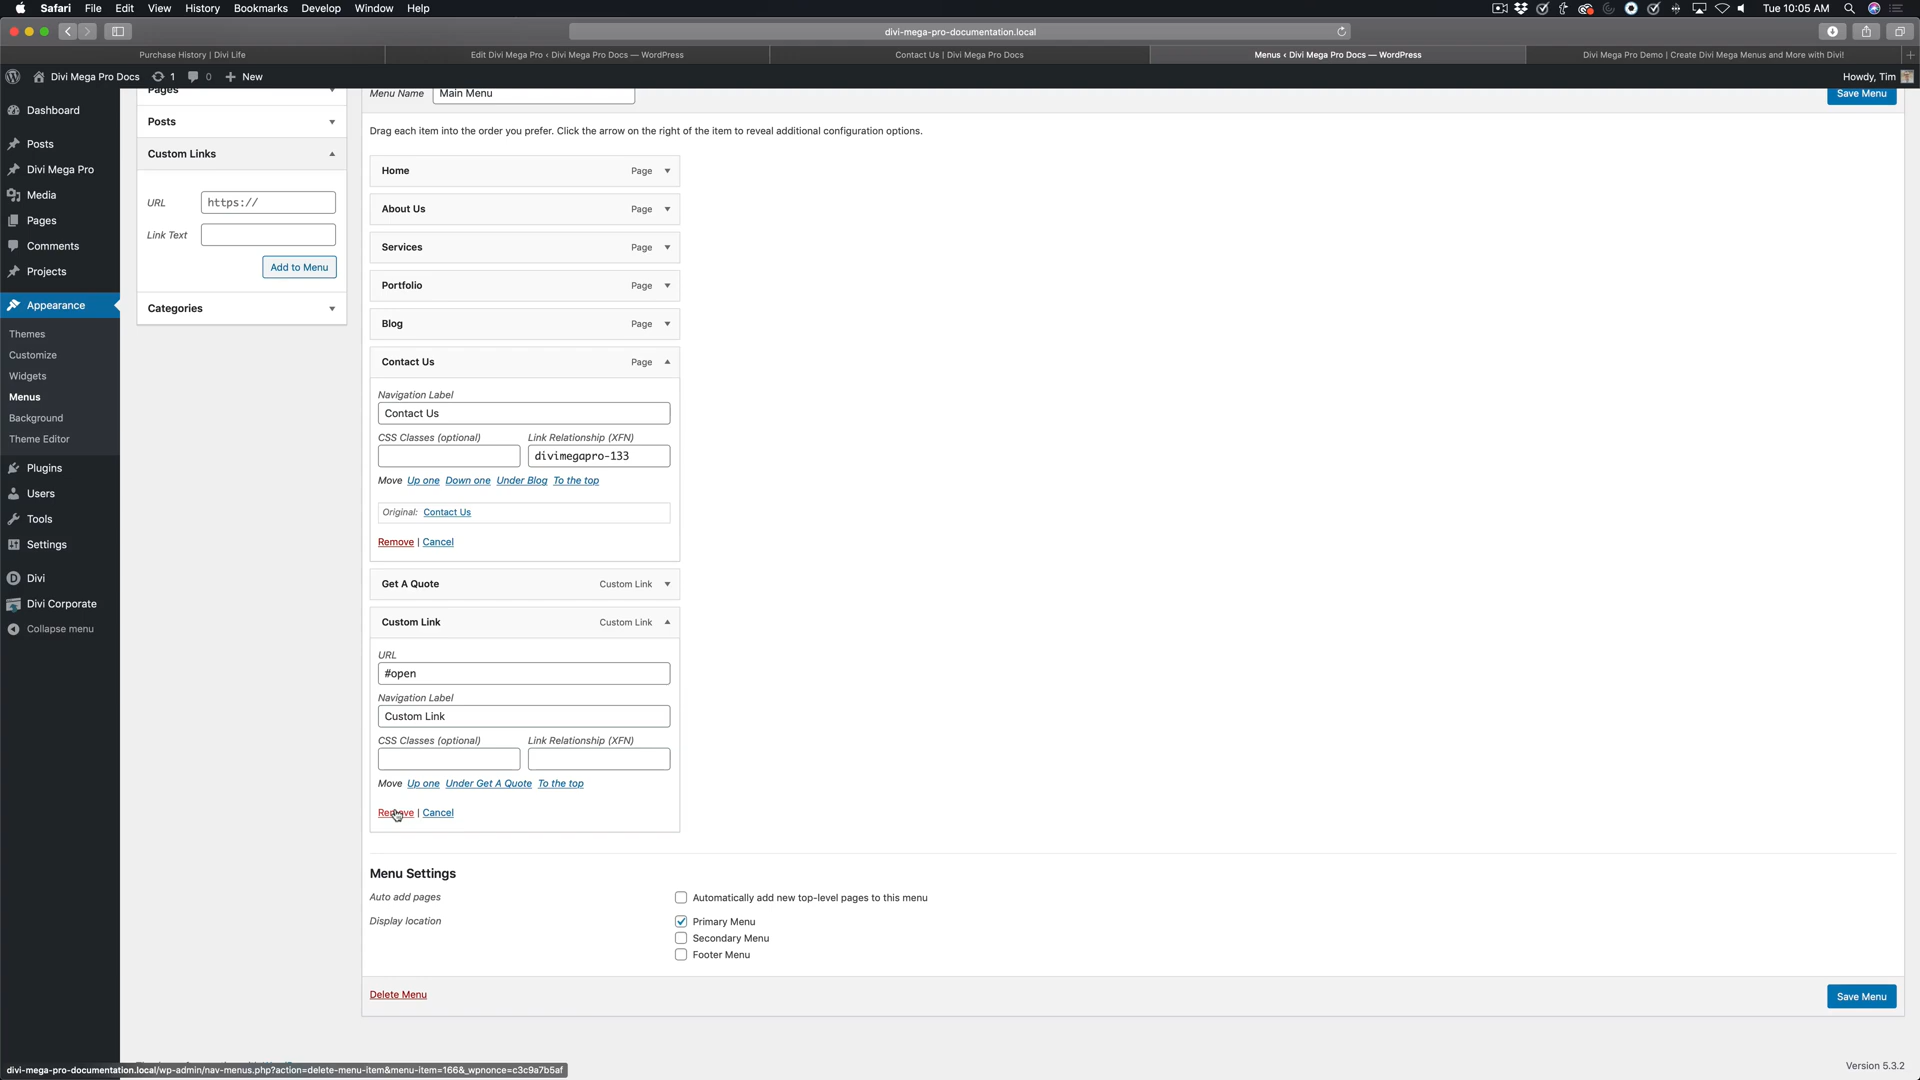 Safari File Edit View History Bookmarks Develop Window Help Tue 10:05 AM
divi-mega-pro-documentation.local
Purchase History | Divi Life
Edit Divi Mega Pro ‹ Divi Mega Pro Docs — WordPress
Contact Us | Divi Mega Pro Docs
Menus ‹ Divi Mega Pro Docs — WordPress
Divi Mega Pro Demo | Create Divi Mega Menus and More with Divi!
Divi Mega Pro Docs 1 0 New Howdy, Tim
Dashboard
Posts
Divi Mega Pro
Media
Pages
Comments
Projects
Appearance
Themes
Customize
Widgets
Menus
Background
Theme Editor
Plugins
Users
Tools
Settings
Divi
Divi Corporate
Collapse menu
Pages
Posts
Custom Links
URL https://
Link Text
Add to Menu
Categories
Menu Name Main Menu Save Menu
Drag each item into the order you prefer. Click the arrow on the right of the item to reveal additional configuration options.
Home Page
About Us Page
Services Page
Portfolio Page
Blog Page
Contact Us Page
Navigation Label
Contact Us
CSS Classes (optional) Link Relationship (XFN)
divimegapro-133
Move Up one Down one Under Blog To the top
Original: Contact Us
Remove | Cancel
Get A Quote Custom Link
Custom Link Custom Link
URL
#open
Navigation Label
Custom Link
CSS Classes (optional) Link Relationship (XFN)
Move Up one Under Get A Quote To the top
Remove | Cancel
Menu Settings
Auto add pages Automatically add new top-level pages to this menu
Display location Primary Menu
Secondary Menu
Footer Menu
Delete Menu Save Menu
Version 5.3.2
divi-mega-pro-documentation.local/wp-admin/nav-menus.php?action=delete-menu-item&menu-item=166&_wpnonce=c3c9a7b5af